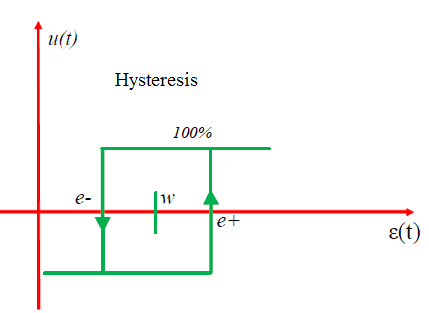 u(t)
Hysteresis
100%
e- w
e+
ε(t)